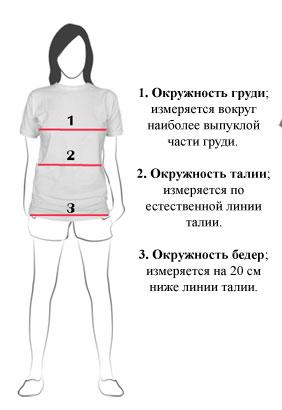 1
2
3
1. Окружность груди;
измеряется вокруг
наиболее выпуклой
части груди.
2. Окружность талии;
измеряется по
естественной линии
талии.
3. Окружность бедер;
измеряется на 20 см
ниже линии талии.